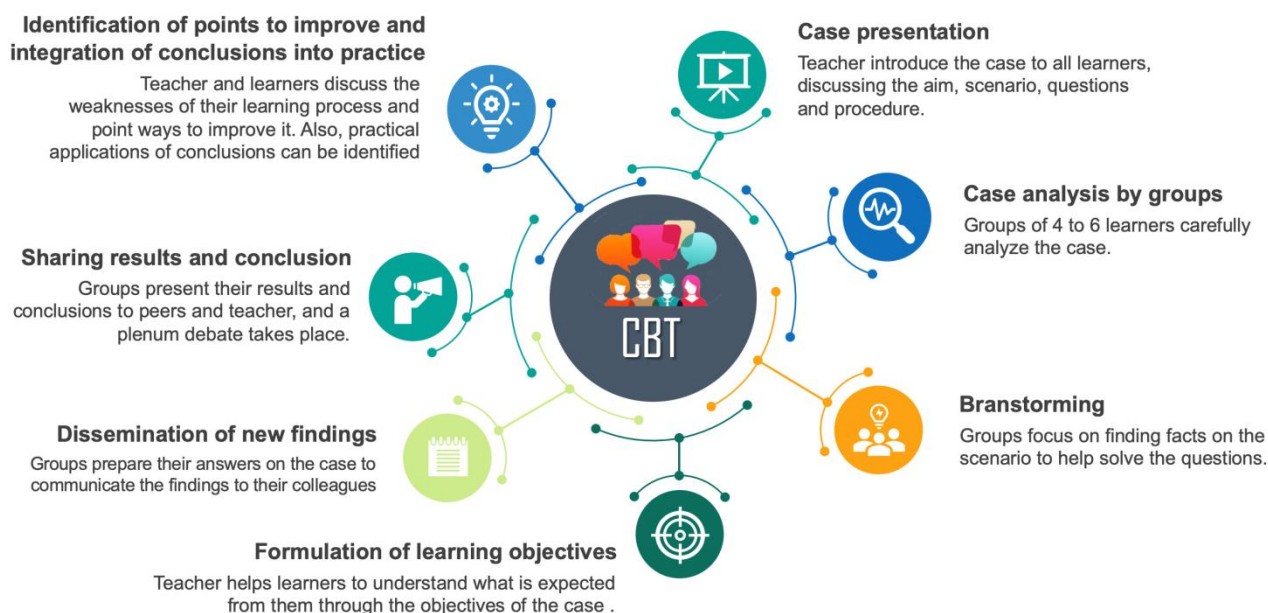 Identification of points to improve and
integration of conclusions into practice
Teacher and learners discuss the
weaknesses of their learning process and
point ways to improve it. Also, practical
applications of conclusions can be identified
Case presentation
Teacher introduce the case to all learners,
discussing the aim, scenario, questions
and procedure.
Case analysis by groups
Groups of 4 to 6 learners carefully
analyze the case.
Sharing results and conclusion
Groups present their results and
conclusions to peers and teacher, and a
plenum debate takes place.
CBT
Branstorming
Groups focus on finding facts on the
scenario to help solve the questions.
Dissemination of new findings
Groups prepare their answers on the case to
communicate the findings to their colleagues
Formulation of learning objectives
Teacher helps learners to understand what is expected
from them through the objectives of the case .